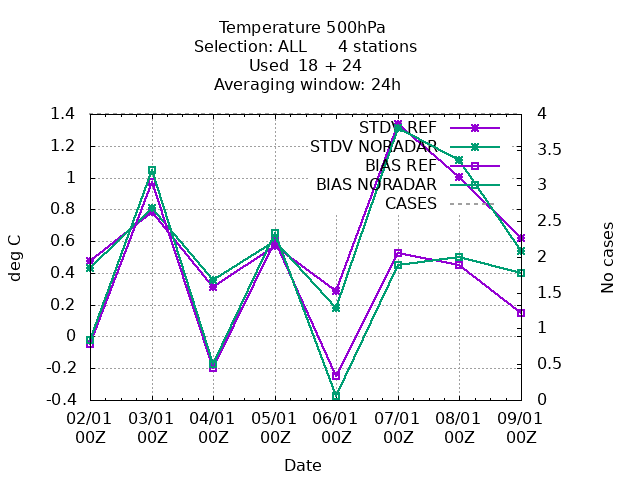 Temperature 500hPa
Selection: ALL      4 stations
Used  18 + 24
Averaging window: 24h
1.4
1.2
1
0.8
0.6
0.4
0.2
0
-0.2
-0.4
deg C
STDV REF
STDV NORADAR
BIAS REF
BIAS NORADAR
CASES
4
3.5
3
2.5
2
1.5
1
0.5
0
No cases
02/01 03/01 04/01 05/01 06/01 07/01 08/01 09/01
00Z 00Z 00Z 00Z 00Z 00Z 00Z 00Z
Date